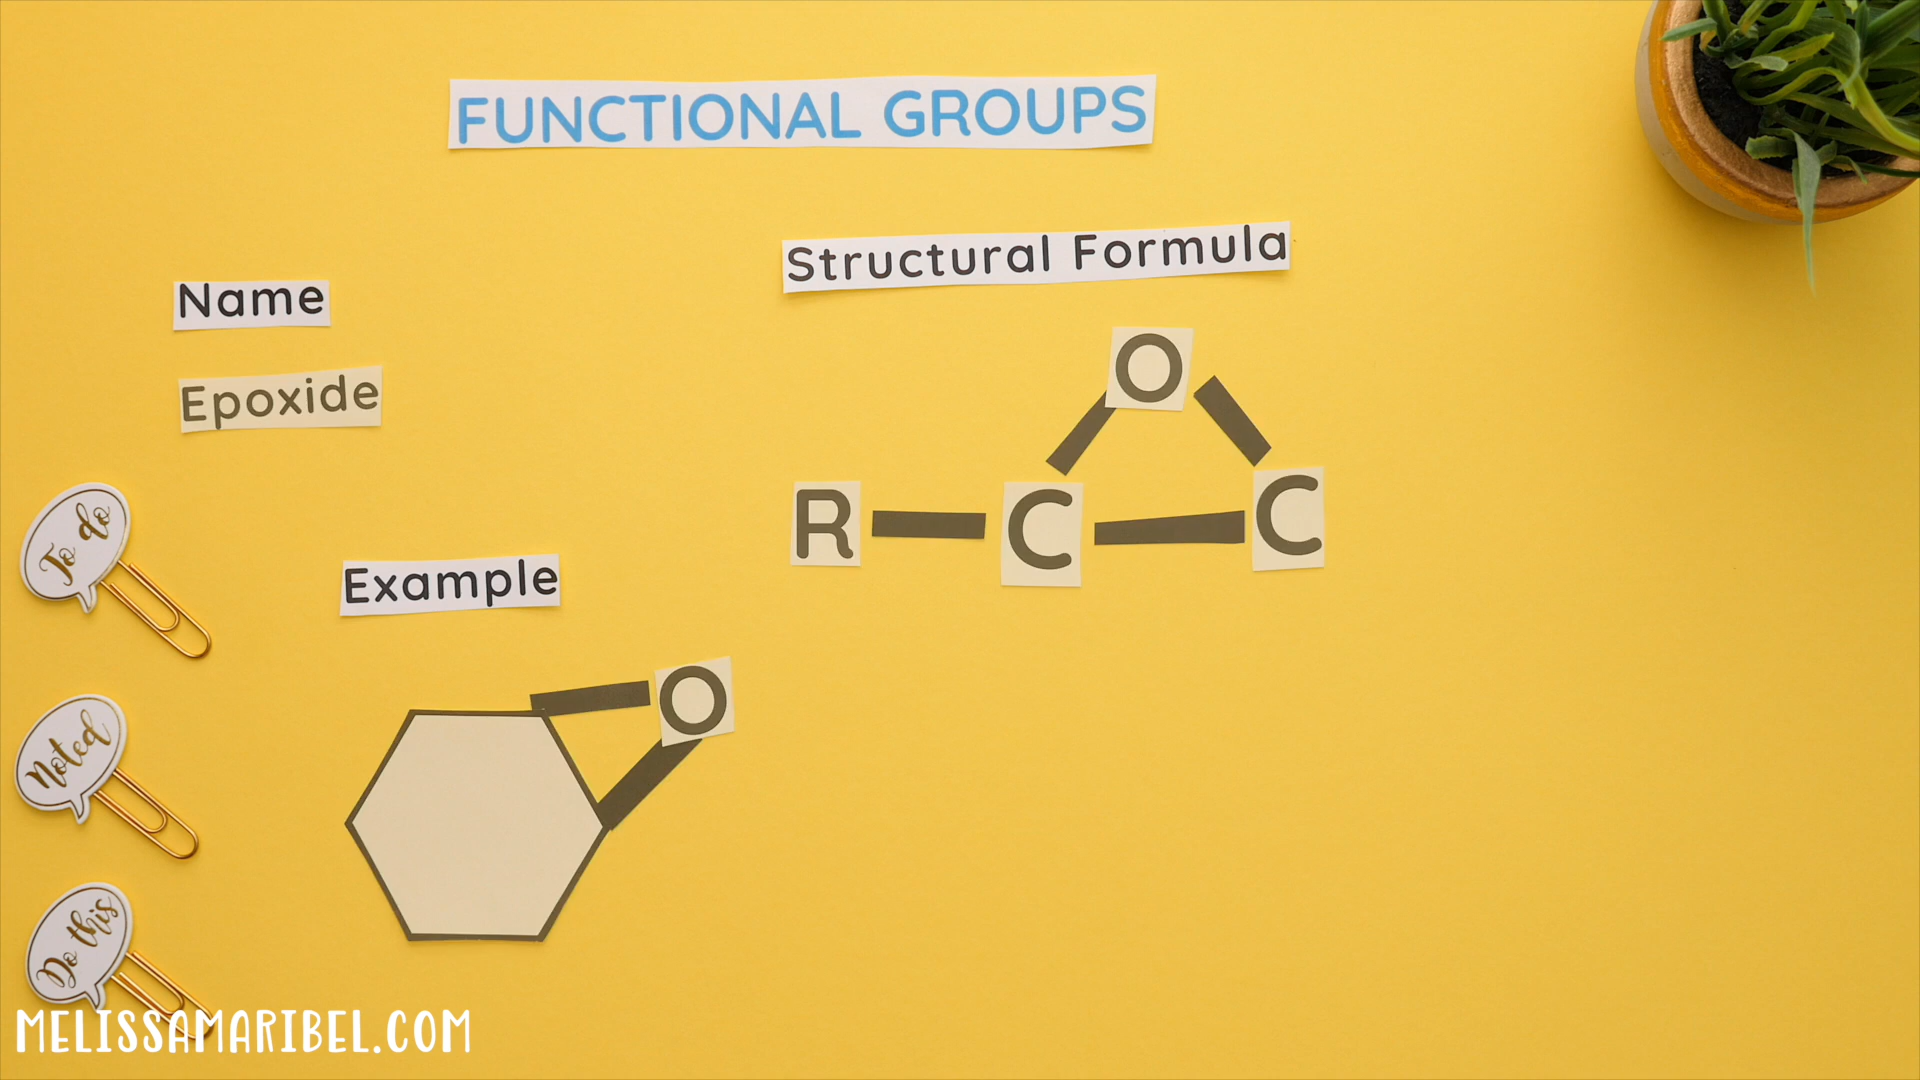 FUNCTIONAL GROUPS
Structural Formula
Name
Epoxide
O
R C C
To do
Example
O
Noted
Do this
MELISSAMARIBEL.COM